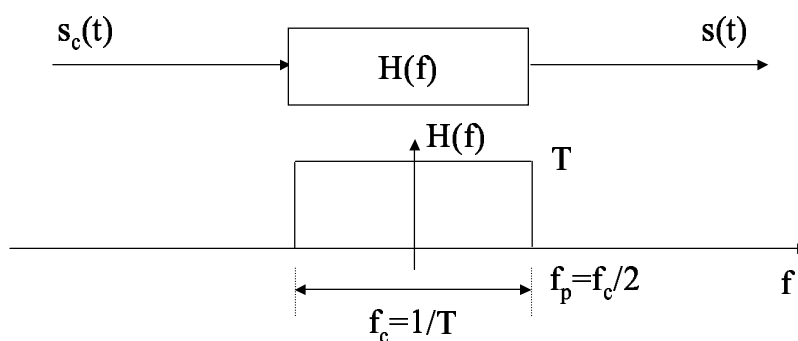 s_c(t)
s(t)
H(f)
H(f)
T
f_p=f_c/2
f
f_c=1/T